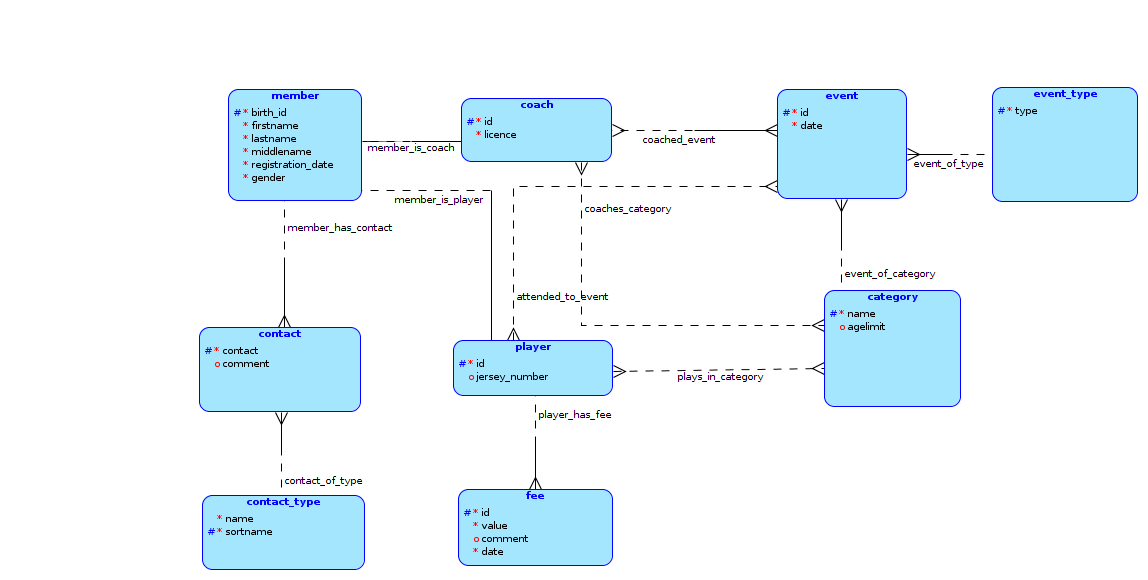 member
# * birth_id
* firstname
* lastname
* middlename
* registration_date
* gender
coach
# * id
* licence
event
# * id
* date
event_type
# * type
member_is_coach
coached_event
event_of_type
member_is_player
coaches_category
member_has_contact
attended_to_event
event_of_category
category
# * name
o agelimit
contact
# * contact
o comment
player
# * id
o jersey_number
plays_in_category
player_has_fee
contact_of_type
contact_type
* name
# * sortname
fee
# * id
* value
o comment
* date